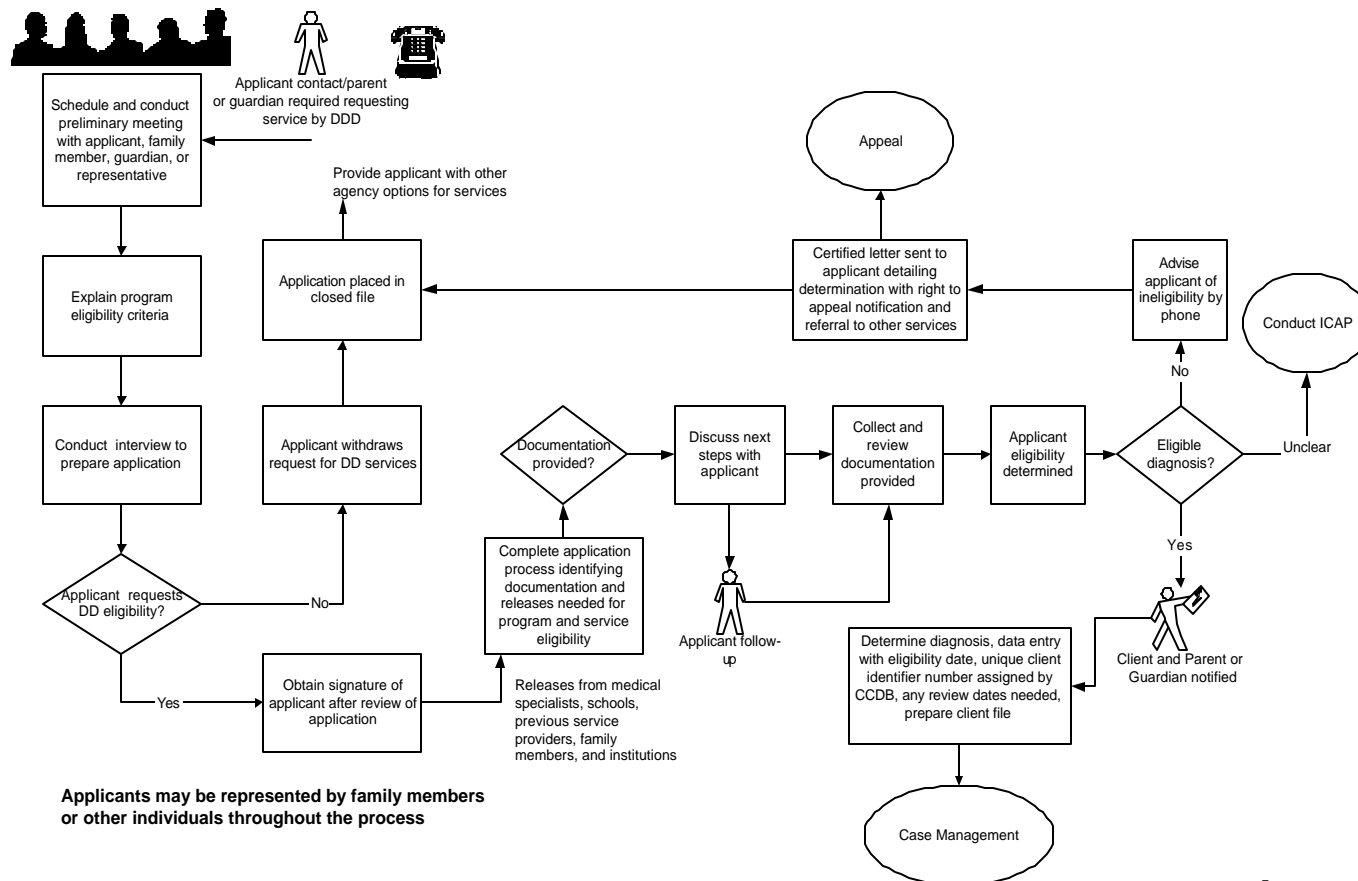 Applicant contact/parent
or guardian required requesting
service by DDD
Schedule and conduct
preliminary meeting
with applicant, family
member, guardian, or
representative
Appeal
Provide applicant with other
agency options for services
Explain program
eligibility criteria
Application placed in
closed file
Certified letter sent to
applicant detailing
determination with right to
appeal notification and
referral to other services
Advise
applicant of
ineligibility by
phone
Conduct ICAP
No
Conduct interview to
prepare application
Applicant withdraws
request for DD services
Documentation
provided?
Discuss next
steps with
applicant
Collect and
review
documentation
provided
Applicant
eligibility
determined
Eligible
diagnosis?
Unclear
Yes
Applicant requests
DD eligibility?
No
Complete application
process identifying
documentation and
releases needed for
program and service
eligibility
Applicant follow-
up
Client and Parent or
Guardian notified
Determine diagnosis, data entry
with eligibility date, unique client
identifier number assigned by
CCDB, any review dates needed,
prepare client file
Yes
Obtain signature of
applicant after review of
application
Releases from medical
specialists, schools,
previous service
providers, family
members, and institutions
Applicants may be represented by family members
or other individuals throughout the process
Case Management